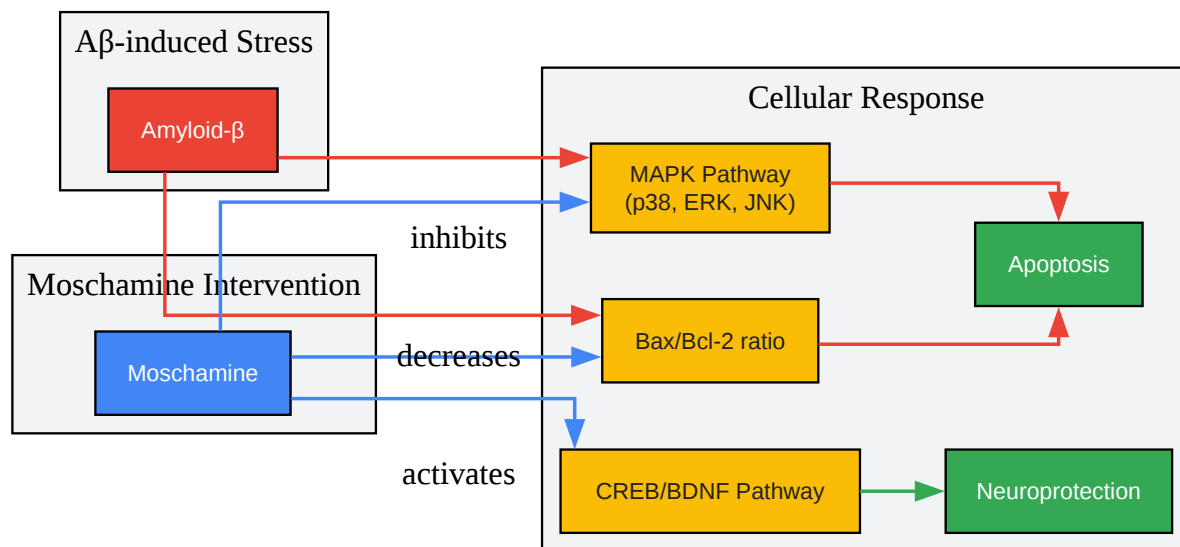 Aβ-induced Stress
Amyloid-β
Cellular Response
MAPK Pathway
(p38, ERK, JNK)
inhibits
Apoptosis
Moschamine Intervention
Moschamine
decreases
Bax/Bcl-2 ratio
activates
CREB/BDNF Pathway
Neuroprotection